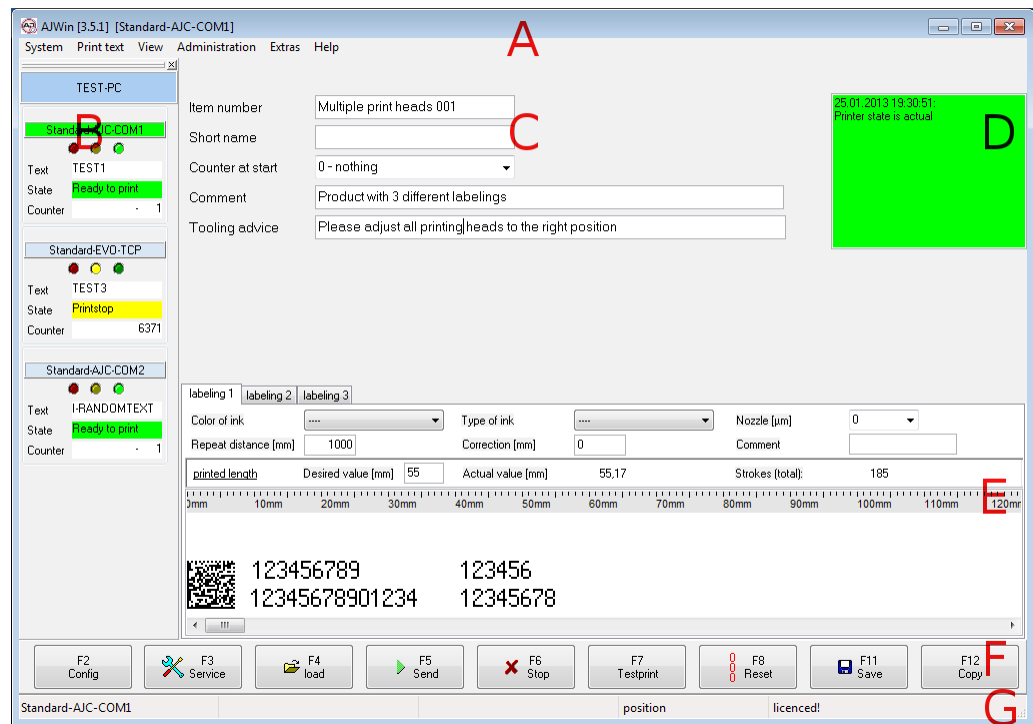 AJWin [3.5.1] [Standard-AJC-COM1]
System Print text View Administration Extras Help
A
TEST-PC
B
Standard-AJC-COM1
Text TEST1
State Ready to print
Counter - 1
Standard-EVO-TCP
Text TEST3
State Printstop
Counter 6371
Standard-AJC-COM2
Text I-RANDOMTEXT
State Ready to print
Counter - 1
Item number Multiple print heads 001
Short name
C
Counter at start 0 - nothing
Comment Product with 3 different labelings
Tooling advice Please adjust all printing heads to the right position
25.01.2013 19:30:51:
Printer state is actual
D
labeling 1 labeling 2 labeling 3
Color of ink ---- Type of ink ---- Nozzle [µm] 0
Repeat distance [mm] 1000 Correction [mm] 0 Comment
printed length Desired value [mm] 55 Actual value [mm] 55,17 Strokes (total): 185
E
0mm 10mm 20mm 30mm 40mm 50mm 60mm 70mm 80mm 90mm 100mm 110mm 120mm
123456789 123456
12345678901234 12345678
F2 Config
F3 Service
F4 load
F5 Send
F6 Stop
F7 Testprint
F8 Reset
F11 Save
F12 Copy
F
Standard-AJC-COM1 position licenced!
G